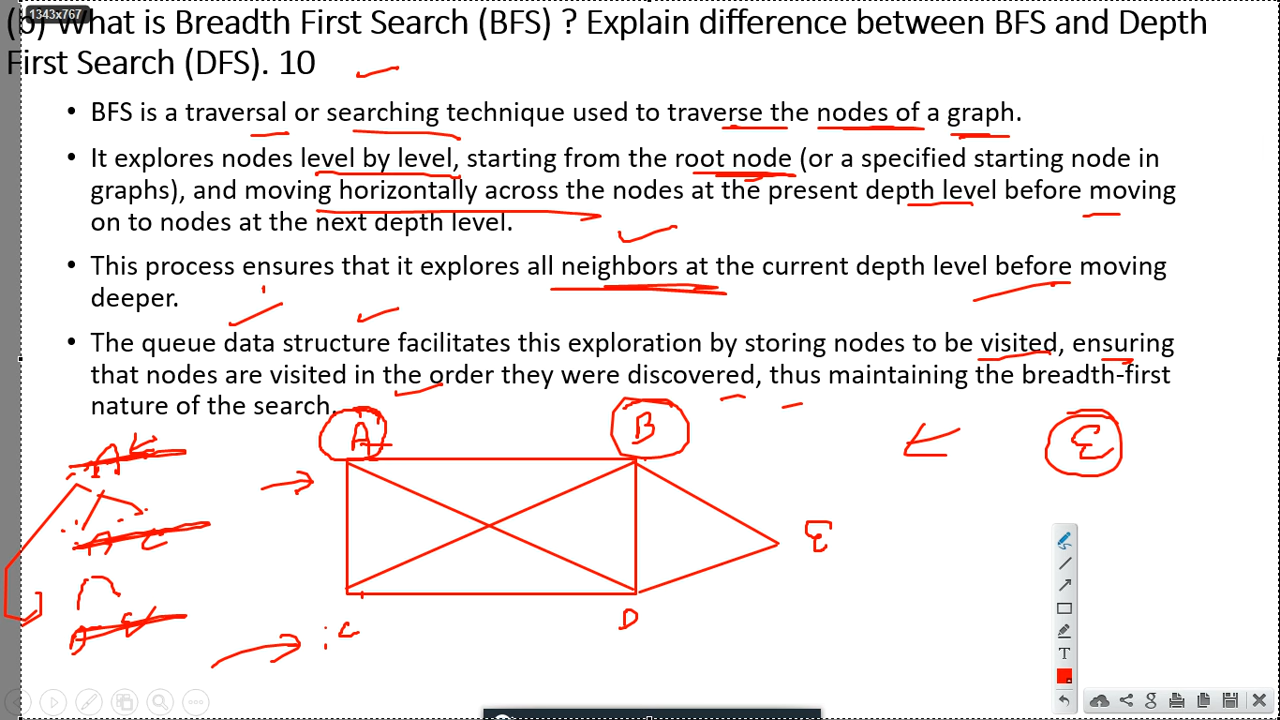 1343x767
(b) What is Breadth First Search (BFS) ? Explain difference between BFS and Depth
First Search (DFS). 10
• BFS is a traversal or searching technique used to traverse the nodes of a graph.
• It explores nodes level by level, starting from the root node (or a specified starting node in
graphs), and moving horizontally across the nodes at the present depth level before moving
on to nodes at the next depth level.
• This process ensures that it explores all neighbors at the current depth level before moving
deeper.
• The queue data structure facilitates this exploration by storing nodes to be visited, ensuring
that nodes are visited in the order they were discovered, thus maintaining the breadth-first
nature of the search.
A B E
A
A C
E
A
C D
T
g